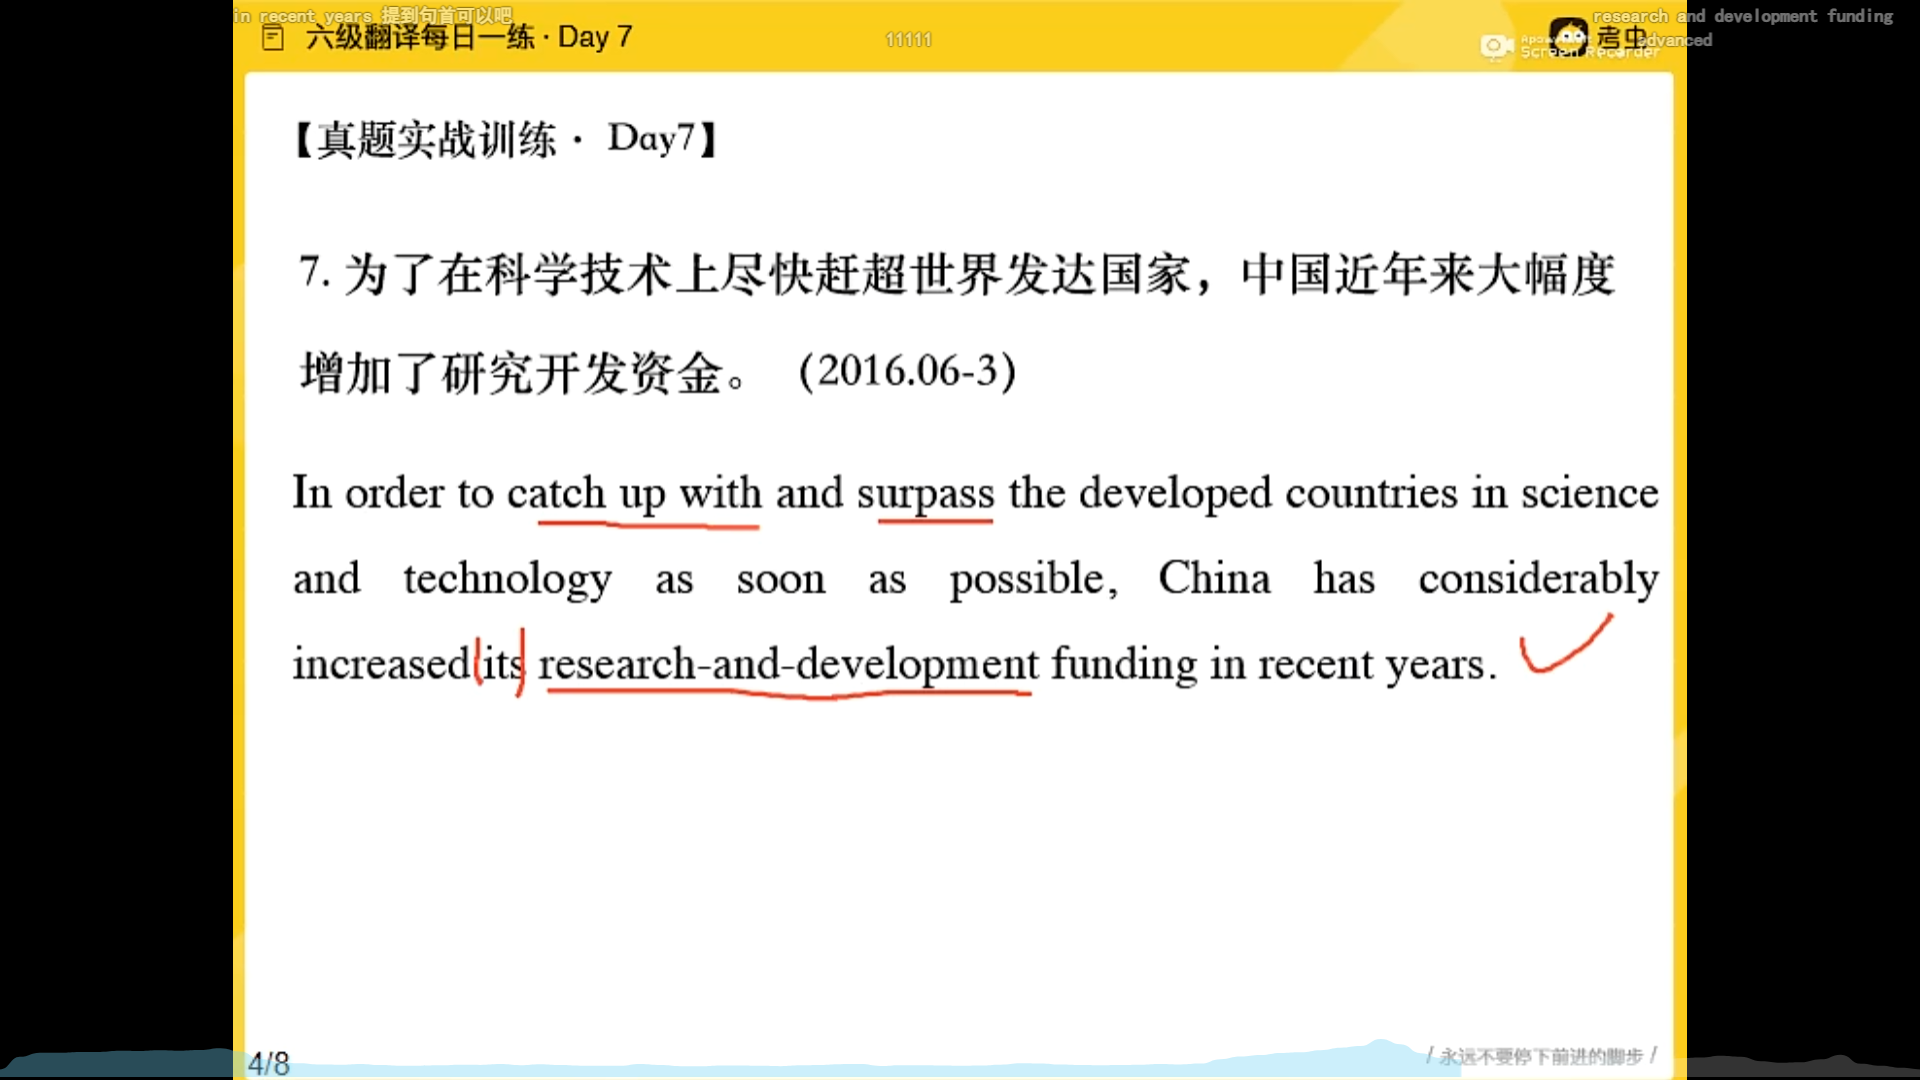 in recent years 提到句首可以吧
research and development funding
六级翻译每日一练 · Day 7
11111
考虫
advanced
Screen Recorder
【真题实战训练 · Day7】
7. 为了在科学技术上尽快赶超世界发达国家，中国近年来大幅度
增加了研究开发资金。（2016.06-3）
In order to catch up with and surpass the developed countries in science
and technology as soon as possible, China has considerably
increased its research-and-development funding in recent years.
4/8
/ 永远不要停下前进的脚步 /